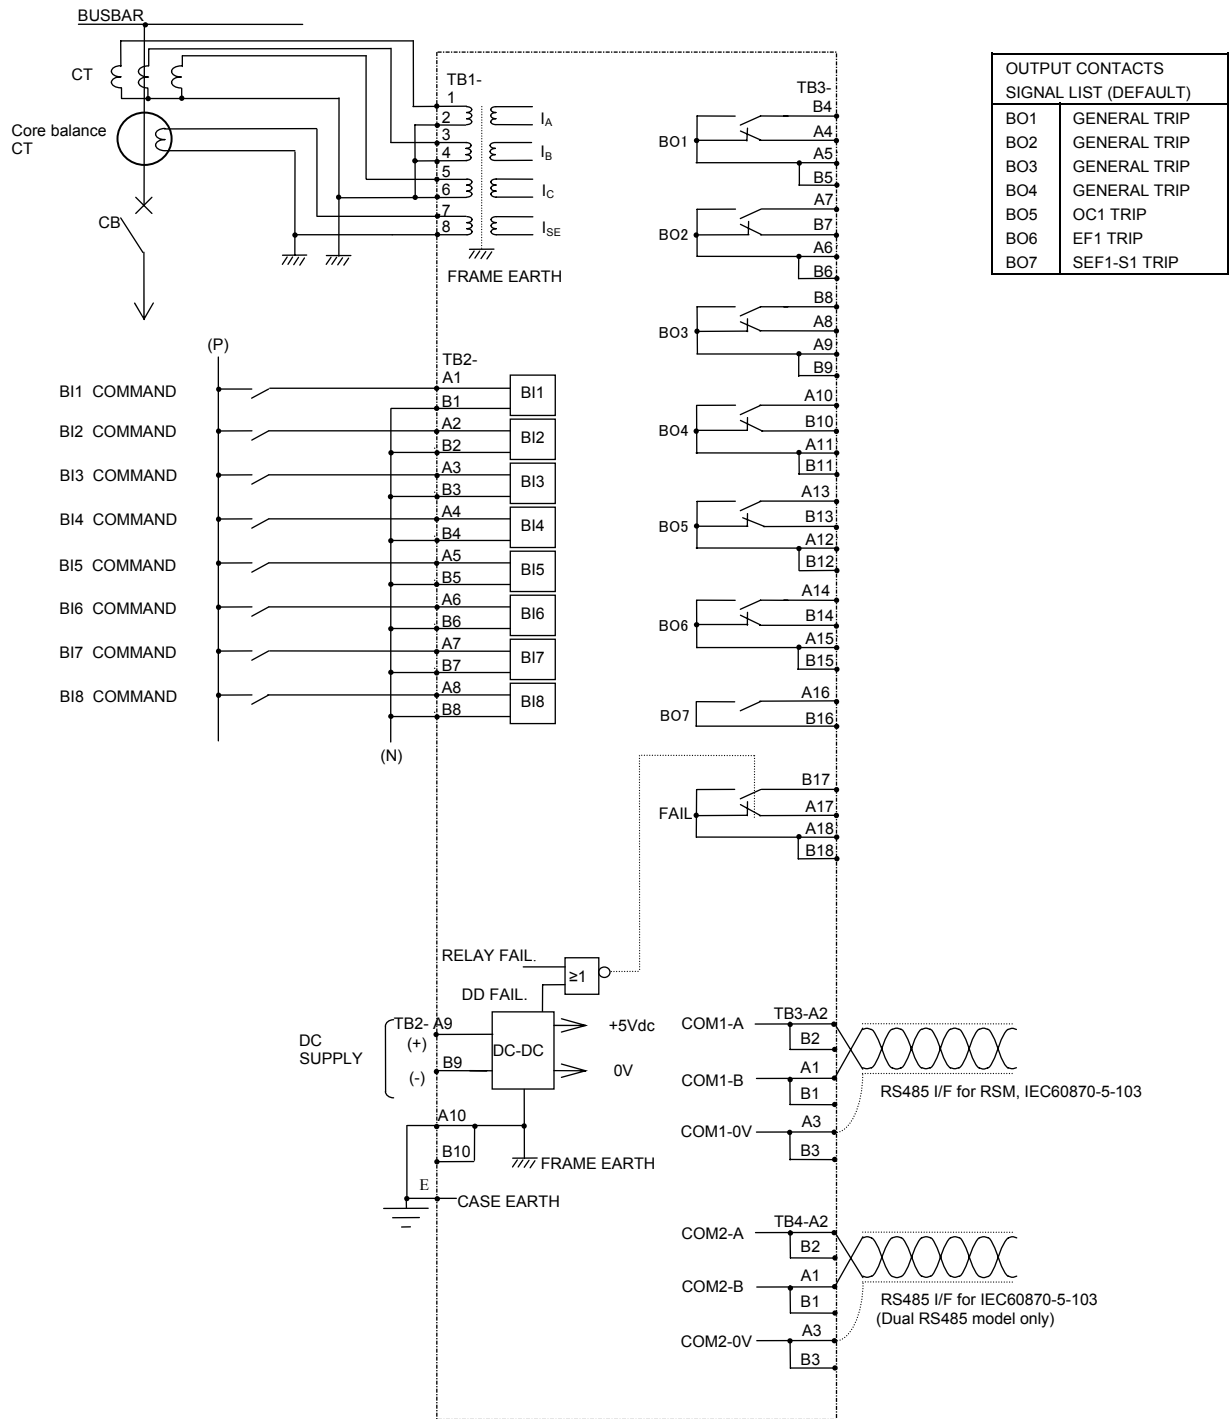 BUSBAR
CT
Core balance
CT
CB
TB1-
1
2
3
4
5
6
7
8
IA
IB
IC
ISE
FRAME EARTH
(P)
TB2-
BI1 COMMAND
A1
B1
BI1
BI2 COMMAND
A2
B2
BI2
BI3 COMMAND
A3
B3
BI3
BI4 COMMAND
A4
B4
BI4
BI5 COMMAND
A5
B5
BI5
BI6 COMMAND
A6
B6
BI6
BI7 COMMAND
A7
B7
BI7
BI8 COMMAND
A8
B8
BI8
(N)
TB3-
BO1
B4
A4
A5
B5
BO2
A7
B7
A6
B6
BO3
B8
A8
A9
B9
BO4
A10
B10
A11
B11
BO5
A13
B13
A12
B12
BO6
A14
B14
A15
B15
BO7
A16
B16
FAIL
B17
A17
A18
B18
OUTPUT CONTACTS
SIGNAL LIST (DEFAULT)
BO1 GENERAL TRIP
BO2 GENERAL TRIP
BO3 GENERAL TRIP
BO4 GENERAL TRIP
BO5 OC1 TRIP
BO6 EF1 TRIP
BO7 SEF1-S1 TRIP
RELAY FAIL.
≥1
DD FAIL.
DC
SUPPLY
TB2- A9
(+)
B9
(-)
DC-DC
+5Vdc
0V
A10
B10
FRAME EARTH
E
CASE EARTH
COM1-A
TB3-A2
B2
COM1-B
A1
B1
COM1-0V
A3
B3
RS485 I/F for RSM, IEC60870-5-103
COM2-A
TB4-A2
B2
COM2-B
A1
B1
COM2-0V
A3
B3
RS485 I/F for IEC60870-5-103
(Dual RS485 model only)